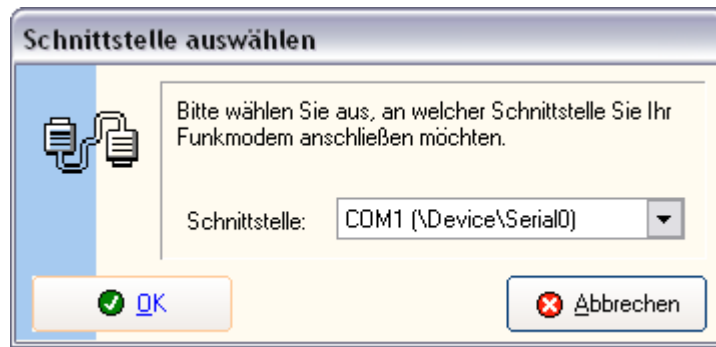 Schnittstelle auswählen
Bitte wählen Sie aus, an welcher Schnittstelle Sie Ihr
Funkmodem anschließen möchten.
Schnittstelle: COM1 (\Device\Serial0)
OK Abbrechen